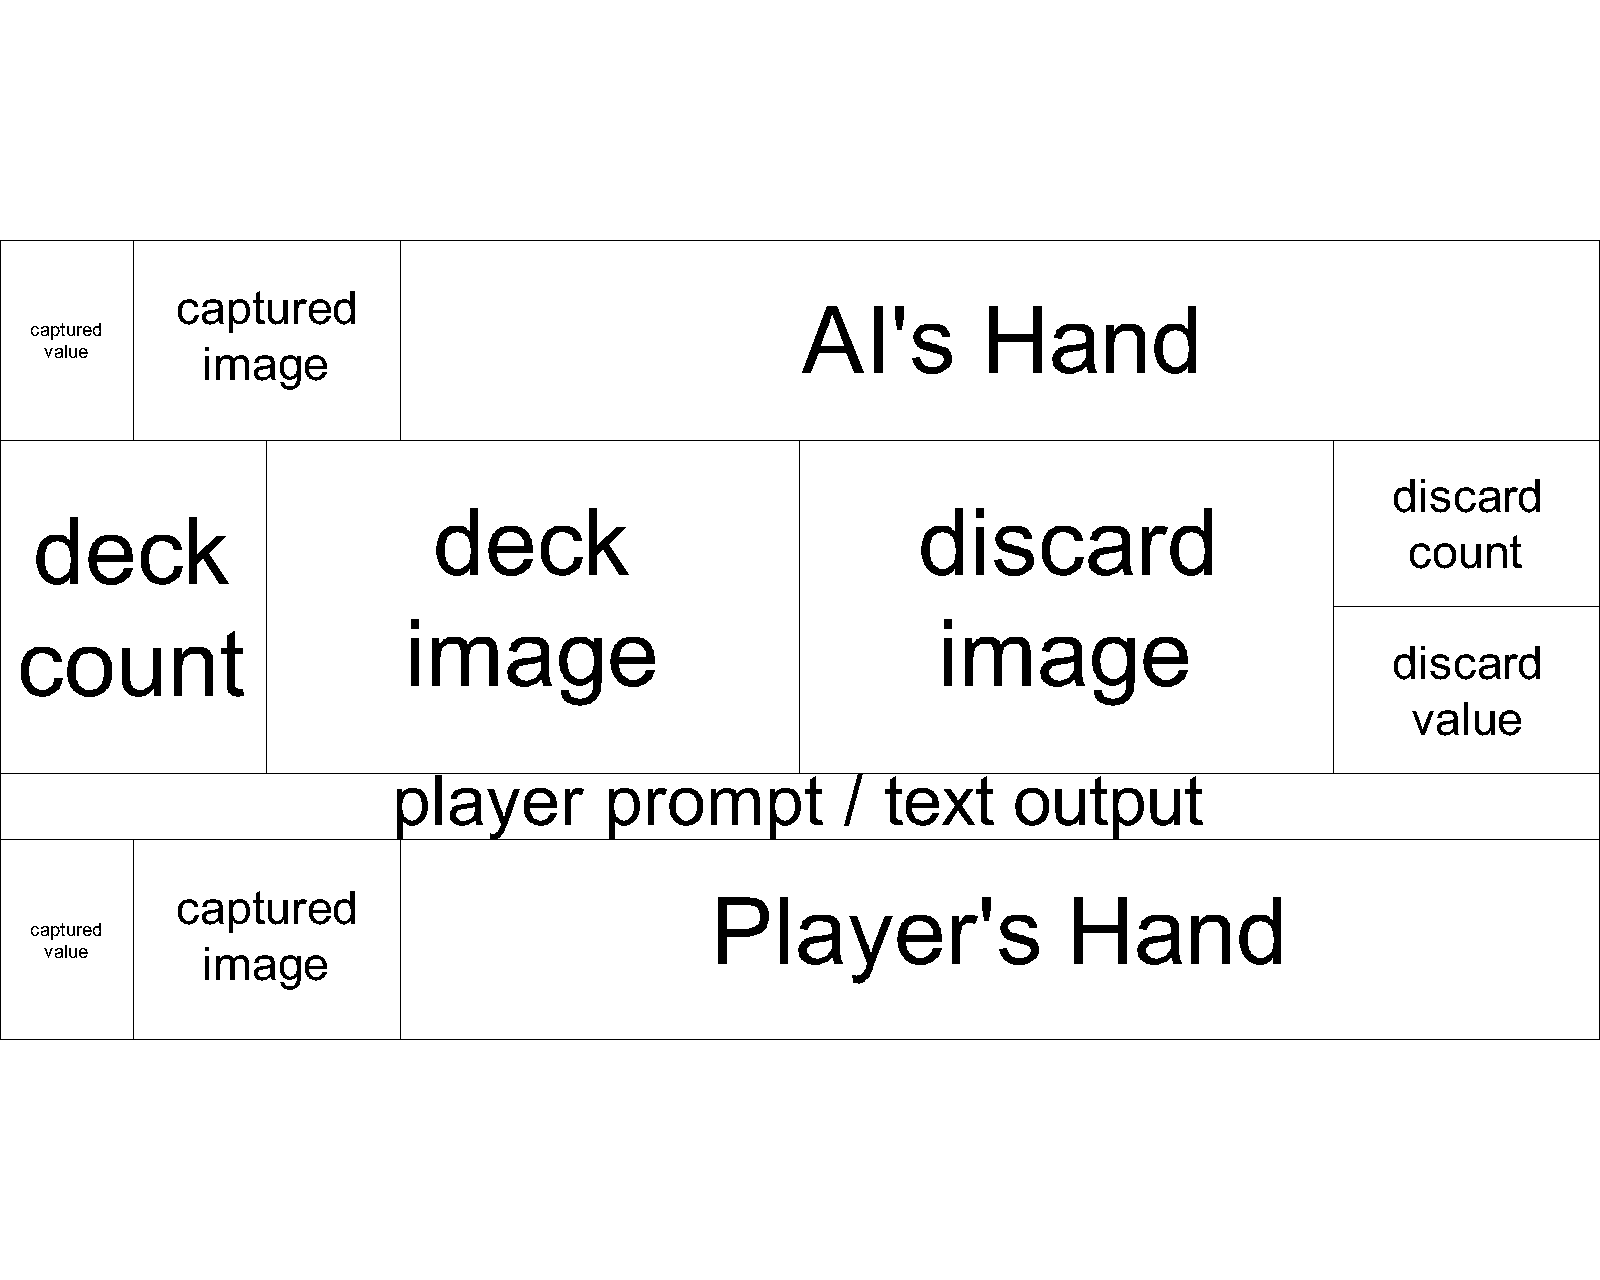 captured
value
captured
image
AI's Hand
deck
count
deck
image
discard
image
discard
count
discard
value
player prompt / text output
captured
value
captured
image
Player's Hand